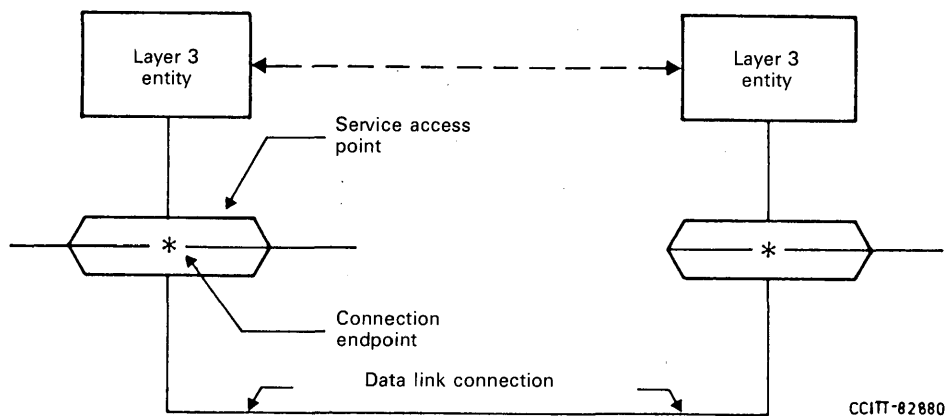 Layer 3
entity
Layer 3
entity
Service access
point
*
*
Connection
endpoint
Data link connection
CCITT-82880